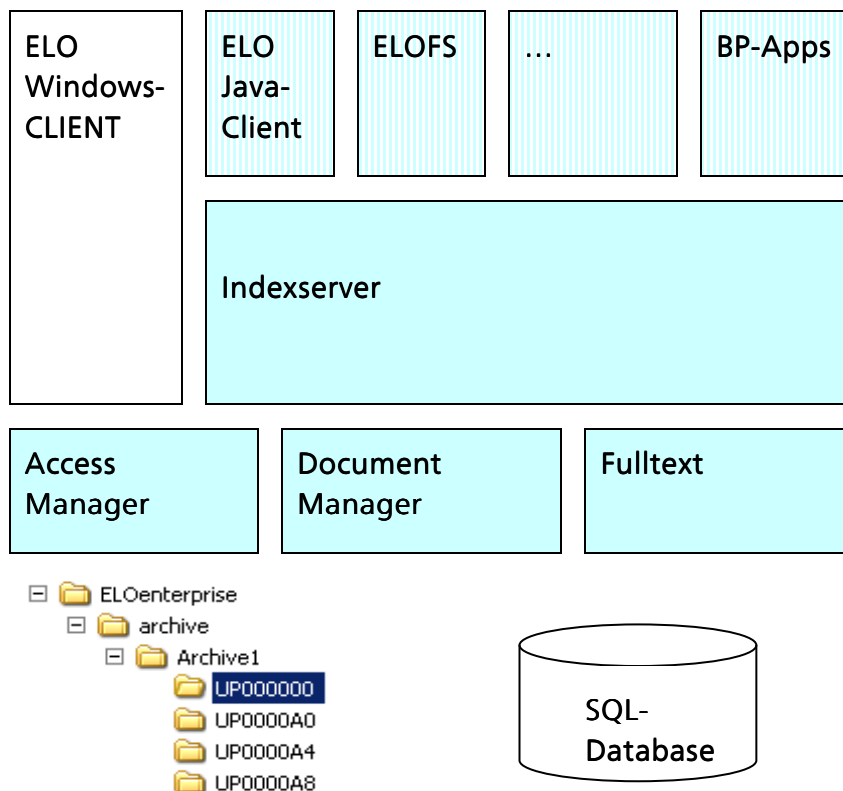 ELO
Windows-
CLIENT
ELO
Java-
Client
ELOFS
...
BP-Apps
Indexserver
Access
Manager
Document
Manager
Fulltext
ELOenterprise
archive
Archive1
UP000000
UP0000A0
UP0000A4
UP0000A8
SQL-
Database